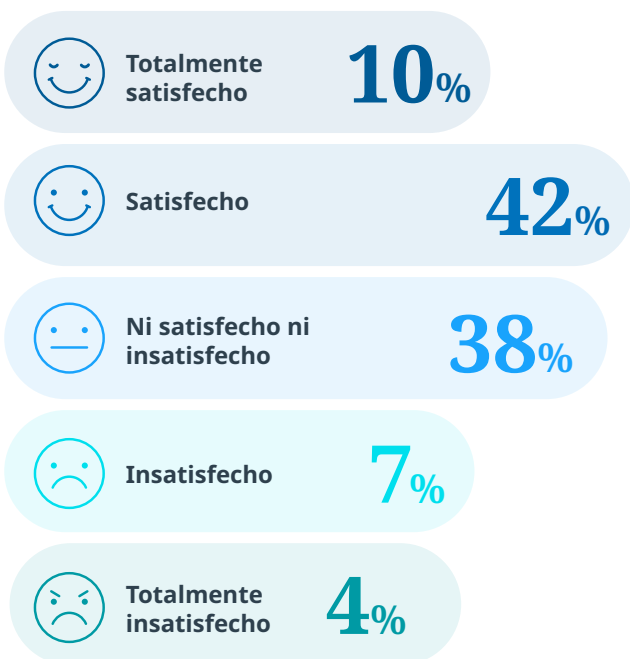 Totalmente
satisfecho
10%
Satisfecho
42%
Ni satisfecho ni
insatisfecho
38%
Insatisfecho
7%
Totalmente
insatisfecho
4%